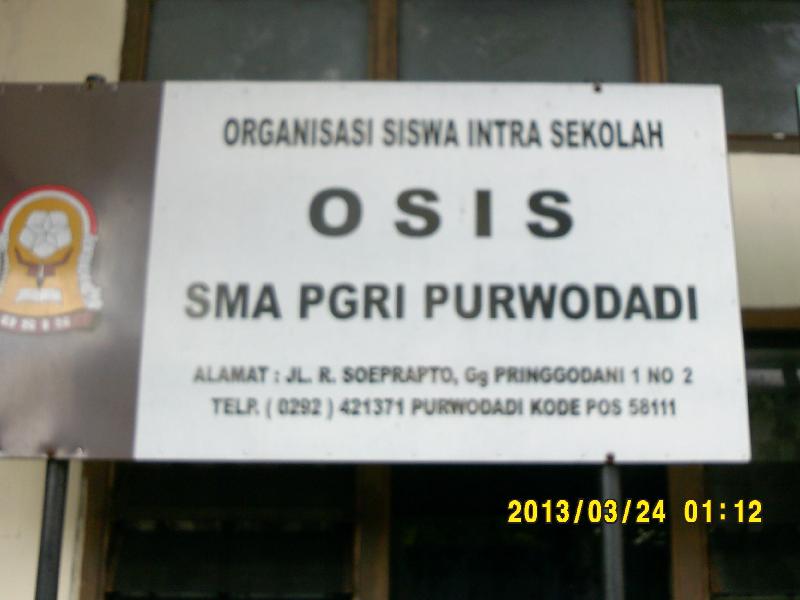 ORGANISASI SISWA INTRA SEKOLAH
OSIS
SMA PGRI PURWODADI
ALAMAT : JL. R. SOEPRAPTO, Gg PRINGGODANI 1 NO 2
TELP. ( 0292 ) 421371 PURWODADI KODE POS 58111
OSIS
2013/03/24 01:12